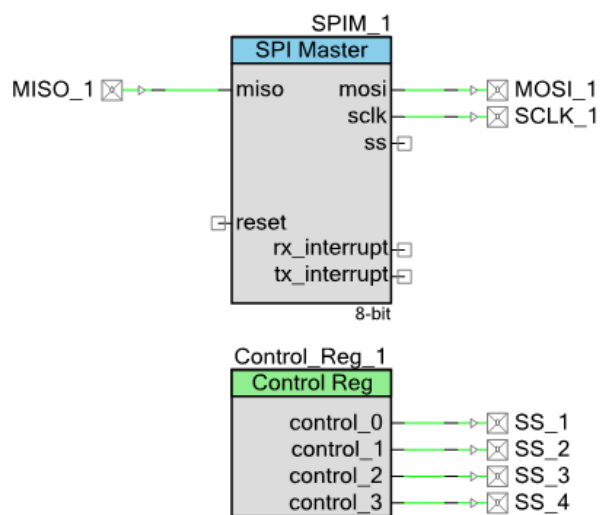 SPIM_1
SPI Master
MISO_1 miso mosi MOSI_1
sclk SCLK_1
ss
reset
rx_interrupt
tx_interrupt
8-bit
Control_Reg_1
Control Reg
control_0 SS_1
control_1 SS_2
control_2 SS_3
control_3 SS_4